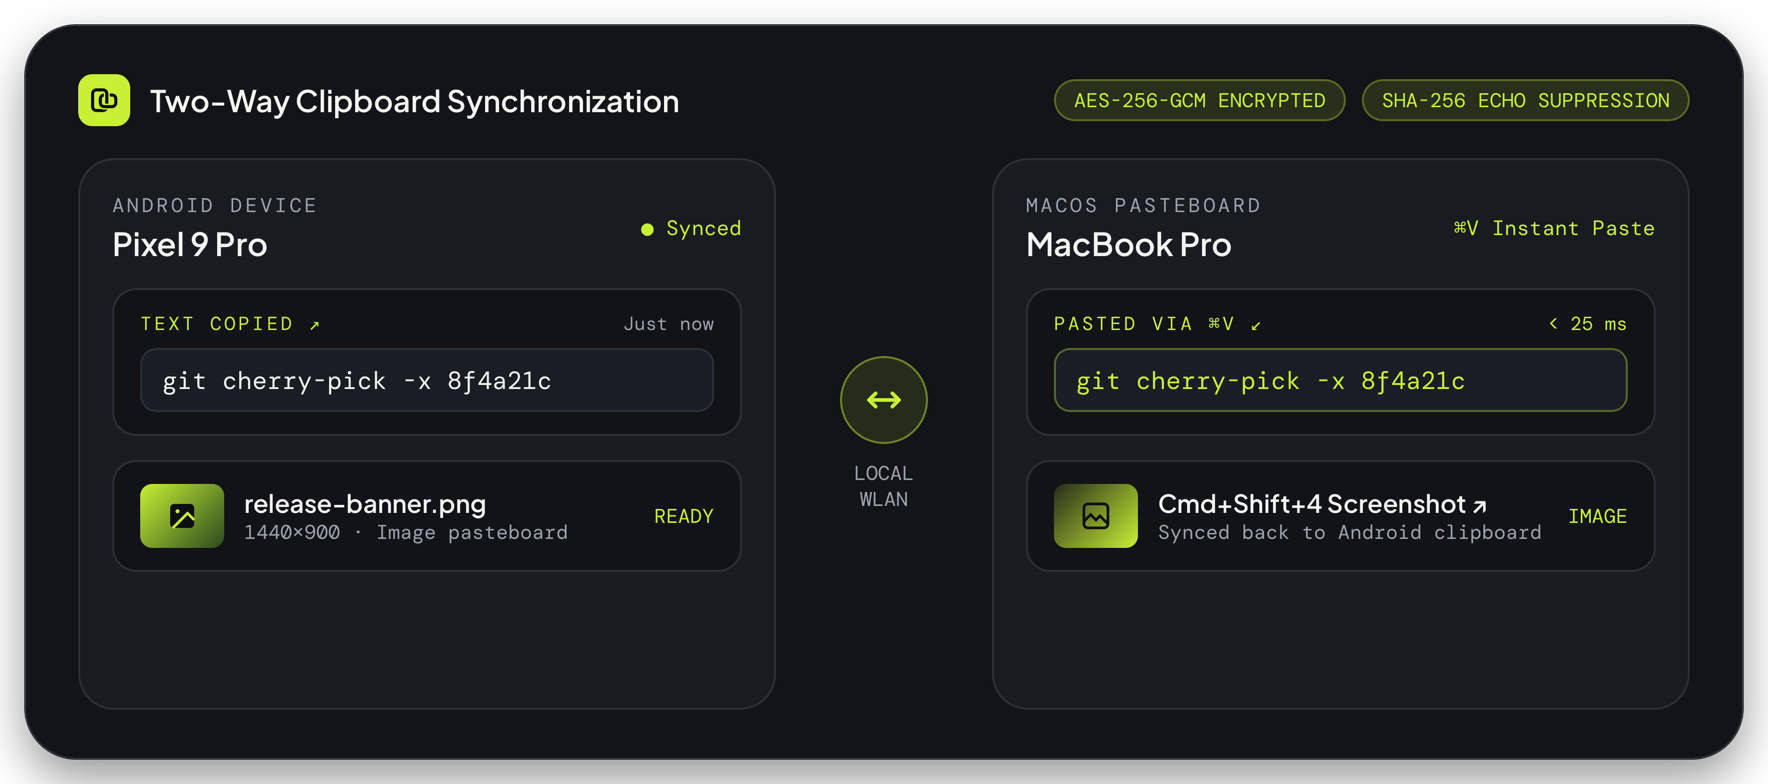 Two-Way Clipboard Synchronization
AES-256-GCM ENCRYPTED
SHA-256 ECHO SUPPRESSION
ANDROID DEVICE
Pixel 9 Pro
● Synced
TEXT COPIED ↗
Just now
git cherry-pick -x 8f4a21c
release-banner.png
1440×900 · Image pasteboard
READY
LOCAL
WLAN
MACOS PASTEBOARD
MacBook Pro
⌘V Instant Paste
PASTED VIA ⌘V ↙
< 25 ms
git cherry-pick -x 8f4a21c
Cmd+Shift+4 Screenshot ↗
Synced back to Android clipboard
IMAGE